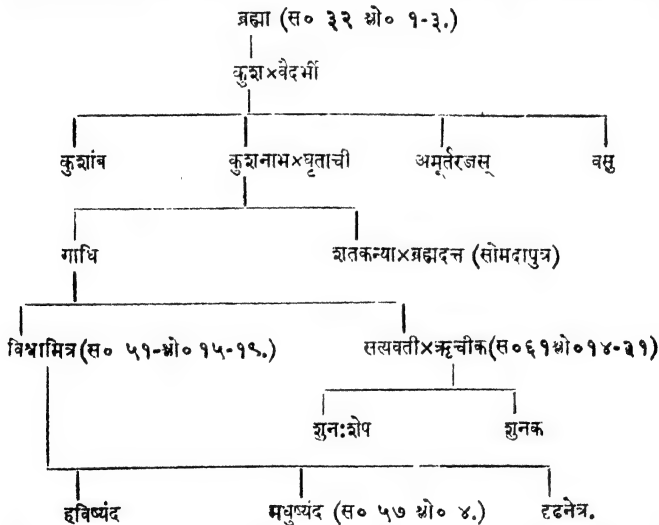 ब्रह्मा (स० ३२ श्लो० १-३.)
कुश×वैदर्भी
कुशांब कुशनाभ×घृताची अमूर्तरजस् वसु
गाधि शतकन्या×ब्रह्मदत्त (सोमदापुत्र)
विश्वामित्र(स० ५१-श्लो० १५-१९.) सत्यवती×ऋचीक(स०६१श्लो०१४-२१)
शुनःशेप शुनक
हविष्यंद मधुष्यंद (स० ५७ श्लो० ४.) दृढनेत्र.